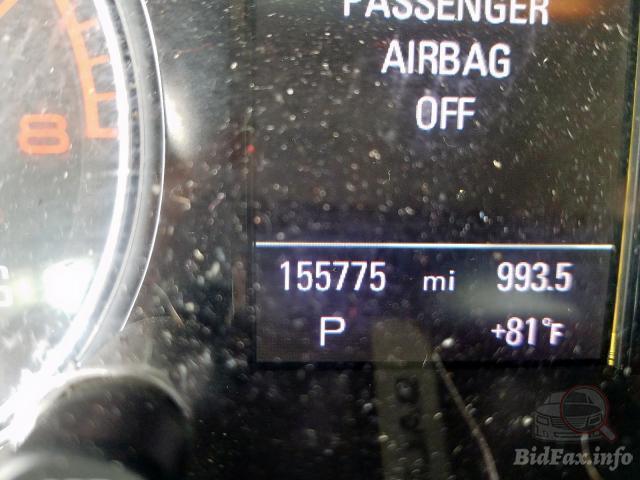 PASSENGER
AIRBAG
OFF
8
155775 mi 993.5
P +81°F
BidFax.info